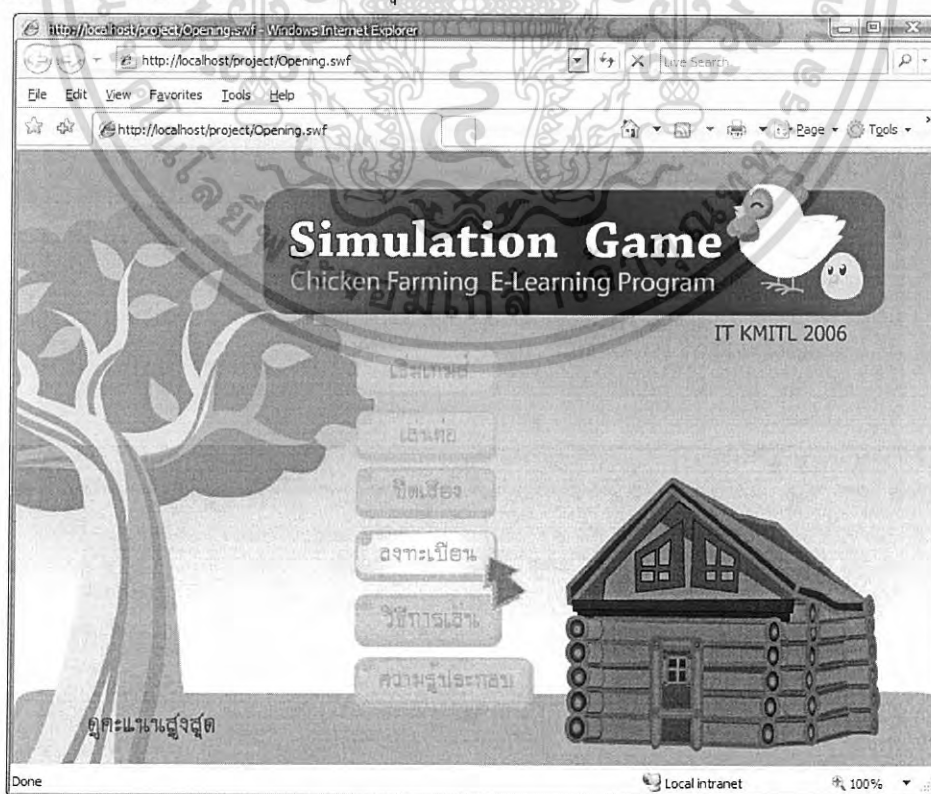 http://localhost/project/Opening.swf - Windows Internet Explorer
http://localhost/project/Opening.swf
Live Search
File Edit View Favorites Tools Help
http://localhost/project/Opening.swf
Page Tools
Simulation Game
Chicken Farming E-Learning Program
IT KMITL 2006
เริ่มเกมส์
เล่นต่อ
ปิดเสียง
ลงทะเบียน
วิธีการเล่น
ความรู้ประกอบ
ดูคะแนนสูงสุด
Done
Local intranet
100%